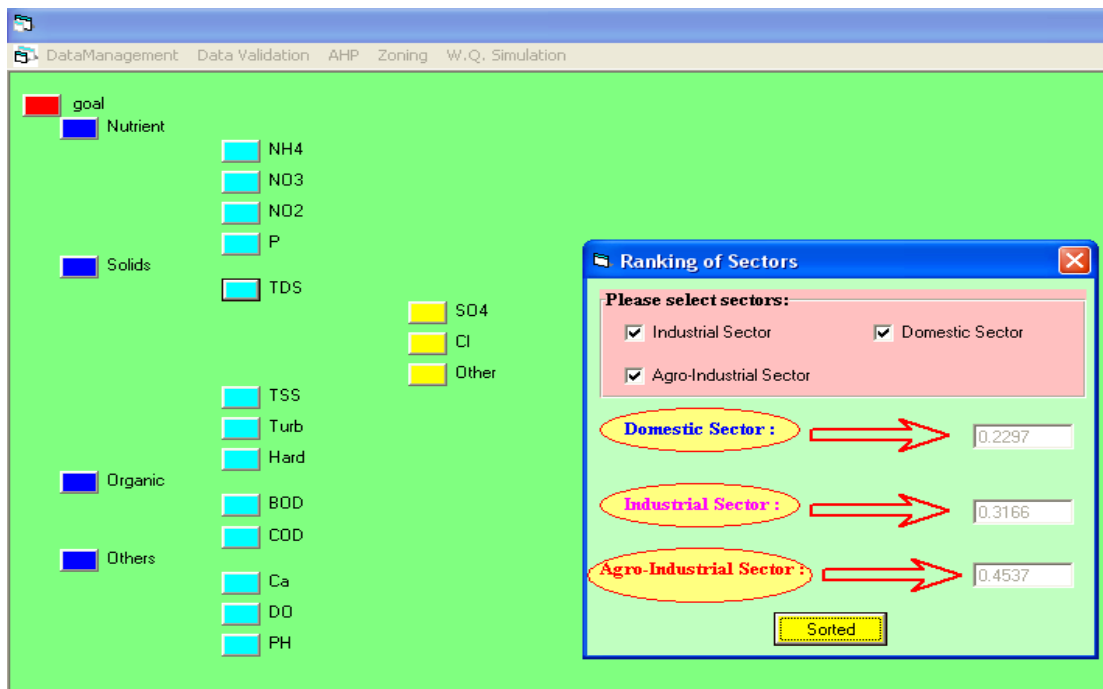 DataManagement Data Validation AHP Zoning W.Q. Simulation
goal
Nutrient
NH4
NO3
NO2
P
Solids
TDS
SO4
Cl
Other
TSS
Turb
Hard
Organic
BOD
COD
Others
Ca
DO
PH
Ranking of Sectors
Please select sectors:
Industrial Sector Domestic Sector
Agro-Industrial Sector
Domestic Sector : 0.2297
Industrial Sector : 0.3166
Agro-Industrial Sector : 0.4537
Sorted